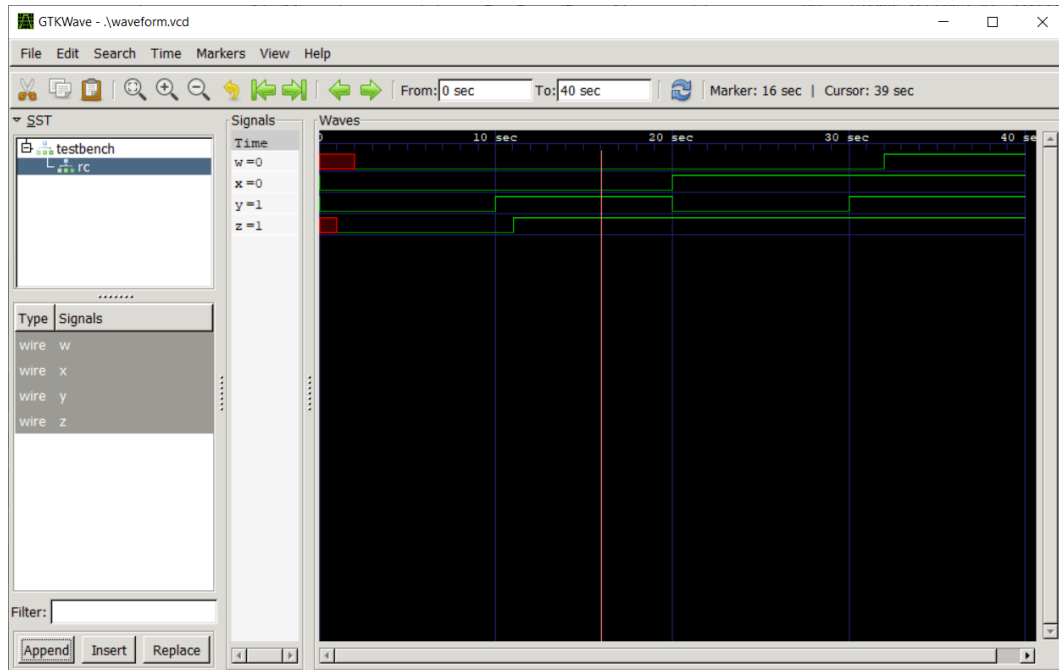 GTKWave - .\waveform.vcd
File Edit Search Time Markers View Help
From: 0 sec To: 40 sec Marker: 16 sec | Cursor: 39 sec
SST
testbench
rc
Type Signals
wire w
wire x
wire y
wire z
Filter:
Append Insert Replace
Signals
Time
w=0
x=0
y=1
z=1
Waves
0 10 sec 20 sec 30 sec 40 se